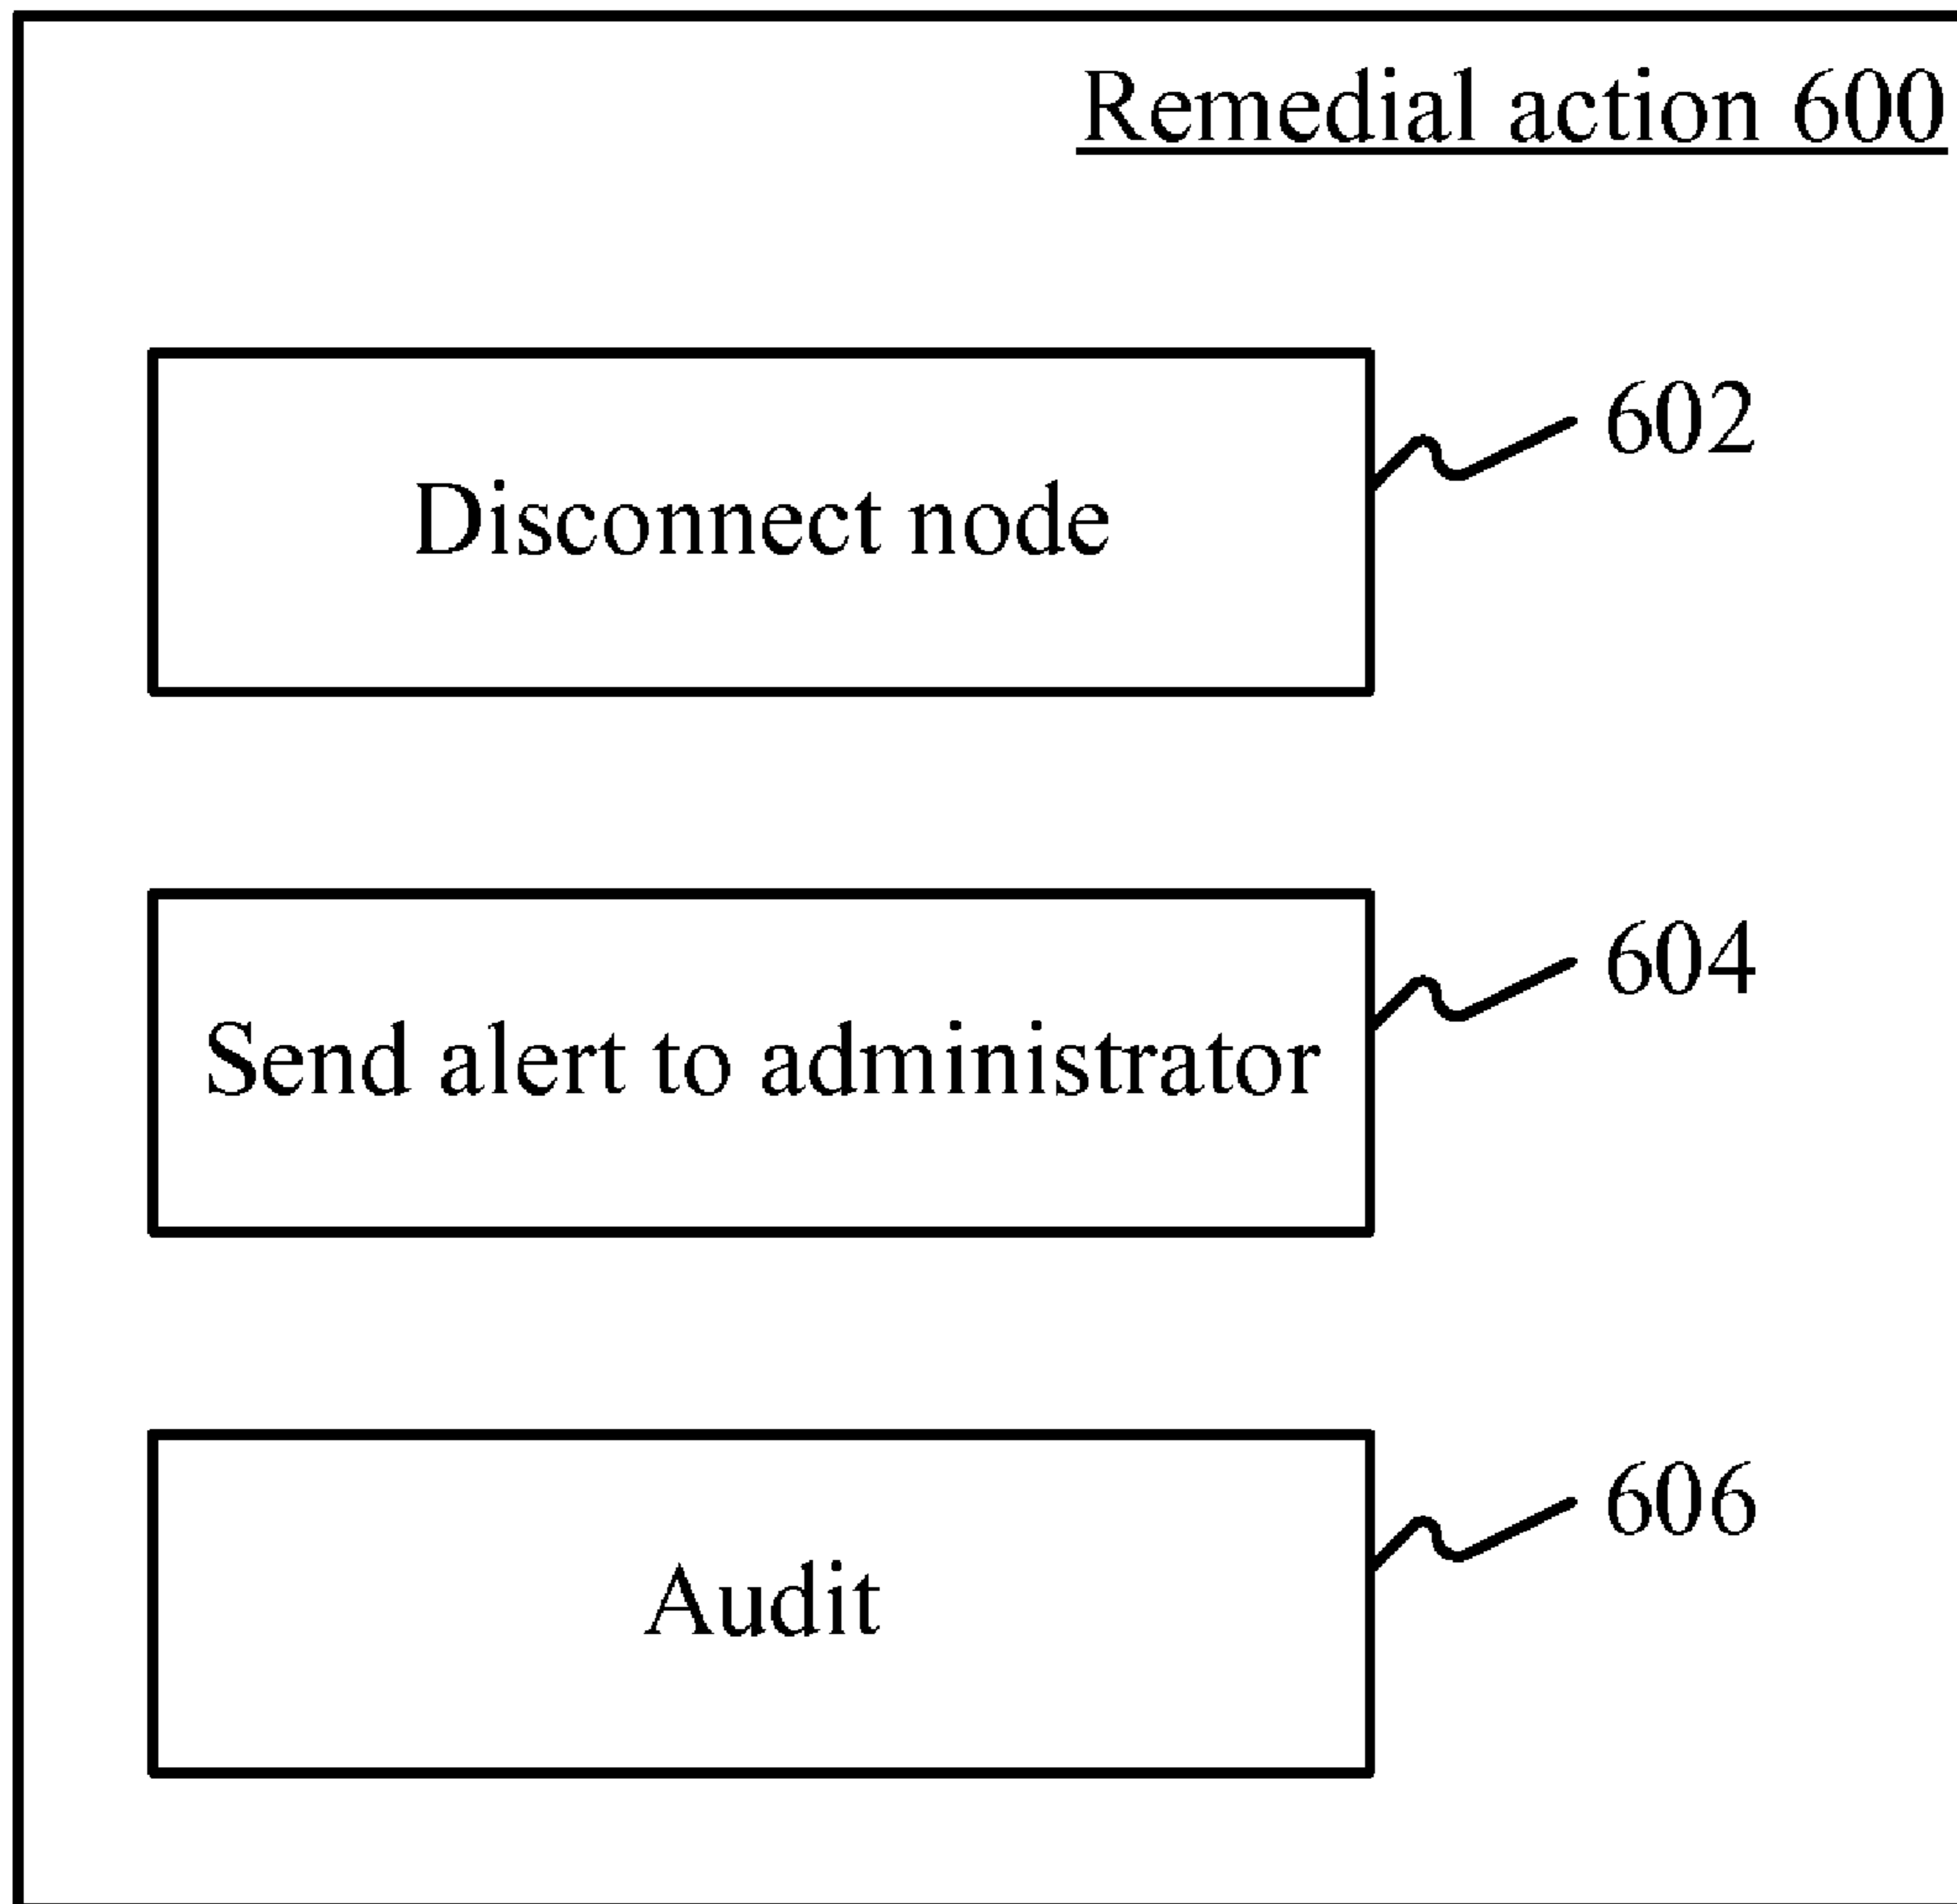 Remedial action 600
602
Disconnect node
604
Send alert to administrator
606
Audit